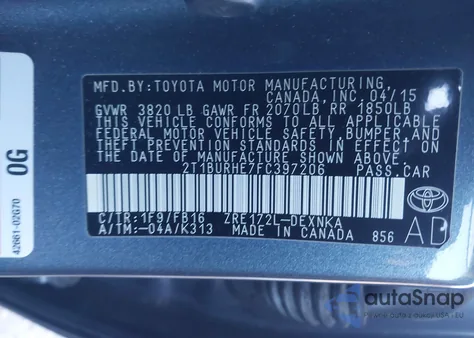 MFD.BY: TOYOTA MOTOR MANUFACTURING,
CANADA, INC. 04/15
GVWR 3820 LB GAWR FR 2070LB RR 1850LB
THIS VEHICLE CONFORMS TO ALL APPLICABLE
FEDERAL MOTOR VEHICLE SAFETY, BUMPER, AND
THEFT PREVENTION STANDARDS IN EFFECT ON
THE DATE OF MANUFACTURE SHOWN ABOVE.
2T1BURHE7FC397206 PASS.CAR
C/TR: 1F9/FB16 ZRE172L-DEXNKA
A/TM: -04A/K313 MADE IN CANADA 856
AD
TOYOTA
0G
42661-02G70
autoSnap